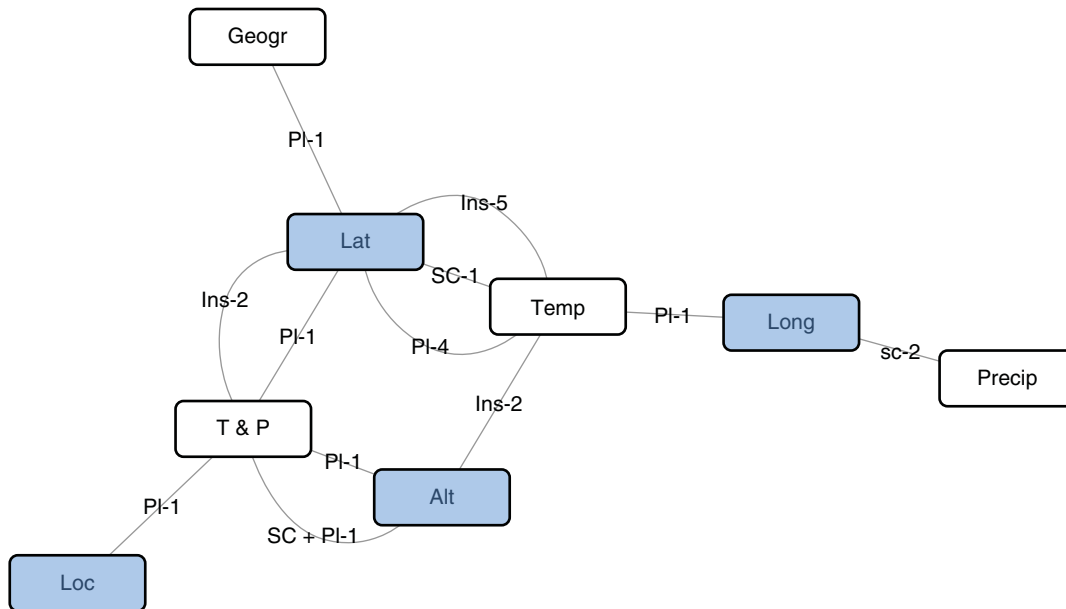 Geogr
Pl-1
Ins-5
Lat
SC-1
Ins-2
Temp
Pl-1
Long
Pl-1
Pl-4
sc-2
Precip
Ins-2
T & P
Pl-1
Alt
Pl-1
SC + Pl-1
Loc